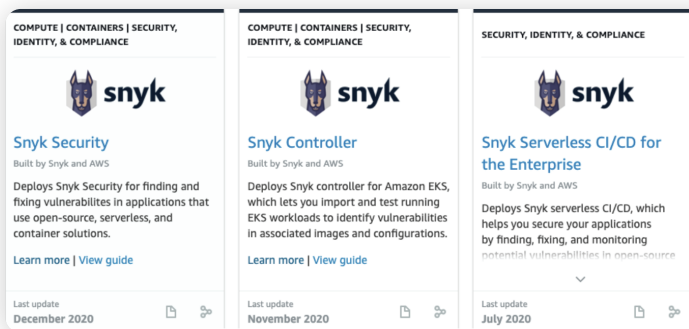 COMPUTE | CONTAINERS | SECURITY,
IDENTITY, & COMPLIANCE
snyk
Snyk Security
Built by Snyk and AWS
Deploys Snyk Security for finding and
fixing vulnerabilites in applications that
use open-source, serverless, and
container solutions.
Learn more | View guide
Last update
December 2020
COMPUTE | CONTAINERS | SECURITY,
IDENTITY, & COMPLIANCE
snyk
Snyk Controller
Built by Snyk and AWS
Deploys Snyk controller for Amazon EKS,
which lets you import and test running
EKS workloads to identify vulnerabilities
in associated images and configurations.
Learn more | View guide
Last update
November 2020
SECURITY, IDENTITY, & COMPLIANCE
snyk
Snyk Serverless CI/CD for
the Enterprise
Built by Snyk and AWS
Deploys Snyk serverless CI/CD, which
helps you secure your applications
by finding, fixing, and monitoring
potential vulnerabilities in open-source
Last update
July 2020